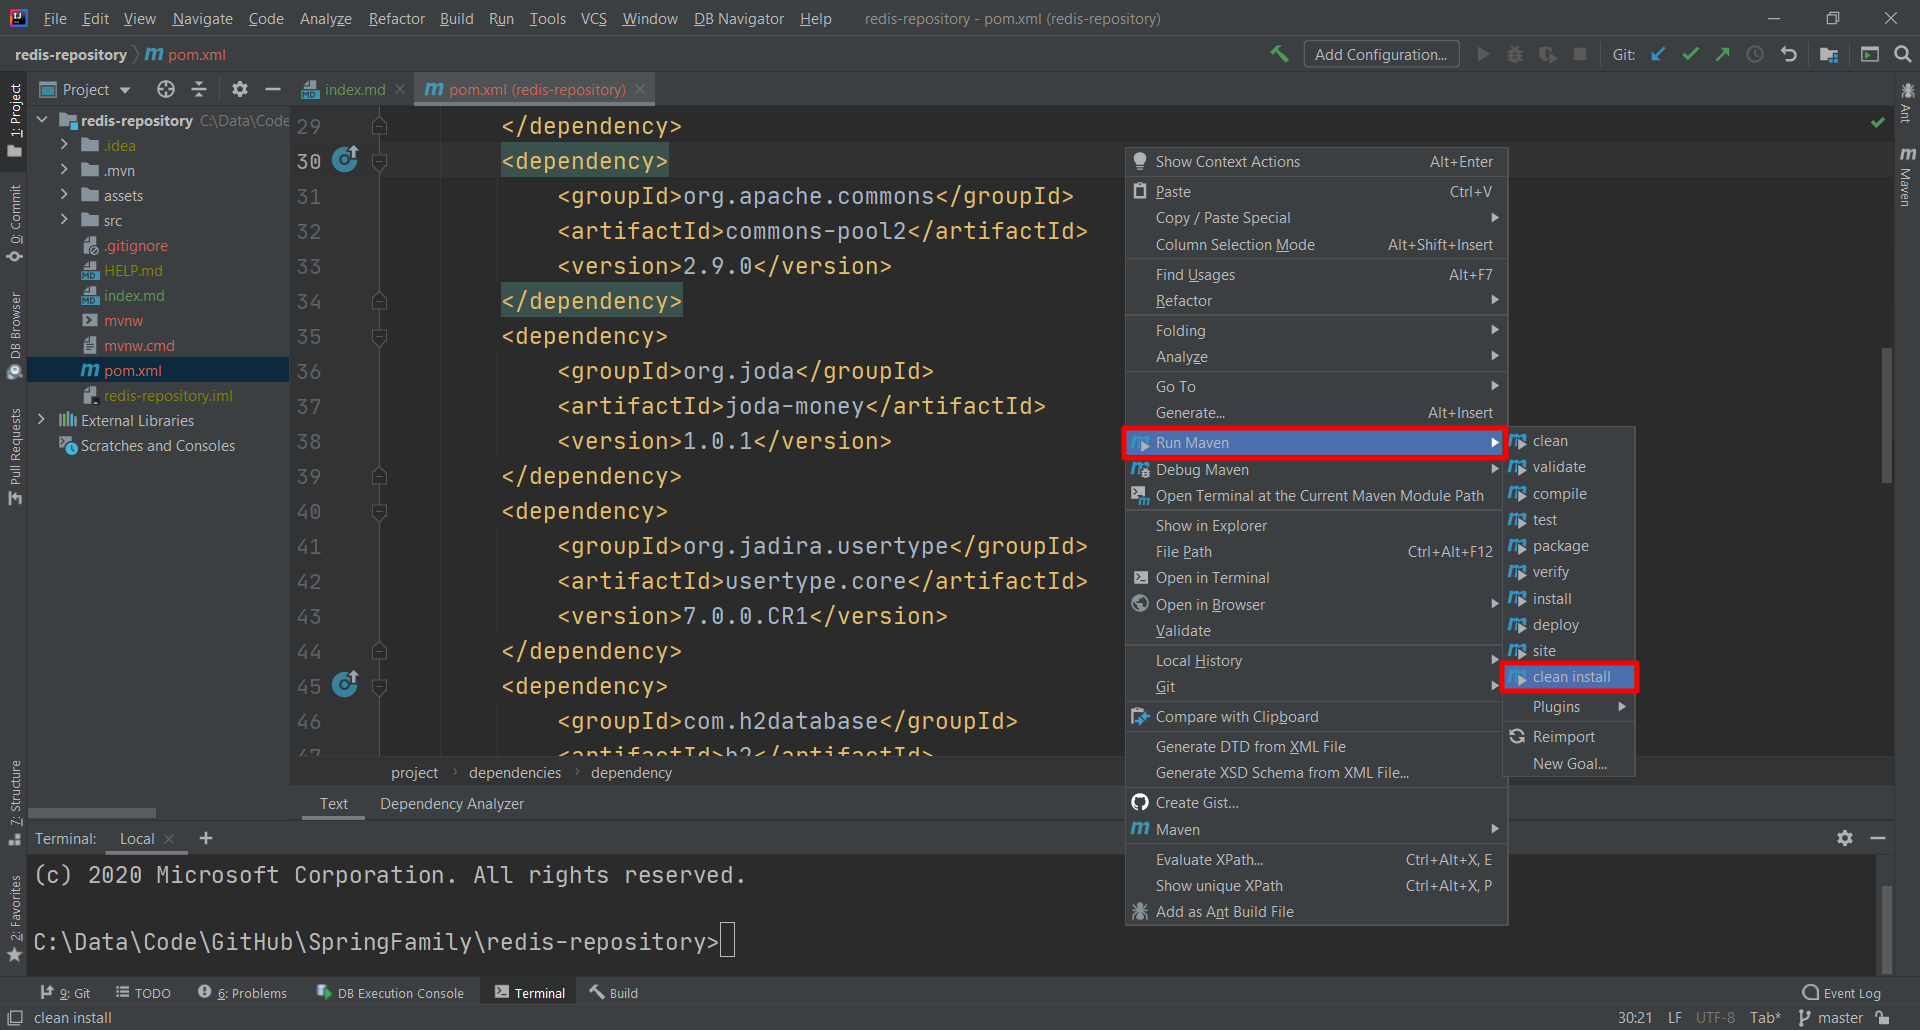 File Edit View Navigate Code Analyze Refactor Build Run Tools VCS Window DB Navigator Help redis-repository - pom.xml (redis-repository)
redis-repository pom.xml Add Configuration... Git:
Project index.md pom.xml (redis-repository)
1: Project
0: Commit
DB Browser
Pull Requests
7: Structure
2: Favorites
redis-repository C:\Data\Code
.idea
.mvn
assets
src
.gitignore
HELP.md
index.md
mvnw
mvnw.cmd
pom.xml
redis-repository.iml
External Libraries
Scratches and Consoles
29 </dependency>
30 <dependency>
31 <groupId>org.apache.commons</groupId>
32 <artifactId>commons-pool2</artifactId>
33 <version>2.9.0</version>
34 </dependency>
35 <dependency>
36 <groupId>org.joda</groupId>
37 <artifactId>joda-money</artifactId>
38 <version>1.0.1</version>
39 </dependency>
40 <dependency>
41 <groupId>org.jadira.usertype</groupId>
42 <artifactId>usertype.core</artifactId>
43 <version>7.0.0.CR1</version>
44 </dependency>
45 <dependency>
46 <groupId>com.h2database</groupId>
47 <artifactId>h2</artifactId>
project dependencies dependency
Text Dependency Analyzer
Show Context Actions Alt+Enter
Paste Ctrl+V
Copy / Paste Special
Column Selection Mode Alt+Shift+Insert
Find Usages Alt+F7
Refactor
Folding
Analyze
Go To
Generate... Alt+Insert
Run Maven
Debug Maven
Open Terminal at the Current Maven Module Path
Show in Explorer
File Path Ctrl+Alt+F12
Open in Terminal
Open in Browser
Validate
Local History
Git
Compare with Clipboard
Generate DTD from XML File
Generate XSD Schema from XML File...
Create Gist...
Maven
Evaluate XPath... Ctrl+Alt+X, E
Show unique XPath Ctrl+Alt+X, P
Add as Ant Build File
clean
validate
compile
test
package
verify
install
deploy
site
clean install
Plugins
Reimport
New Goal...
Ant
Maven
Terminal: Local
(c) 2020 Microsoft Corporation. All rights reserved.
C:\Data\Code\GitHub\SpringFamily\redis-repository>
9: Git TODO 6: Problems DB Execution Console Terminal Build Event Log
clean install 30:21 LF UTF-8 Tab* master